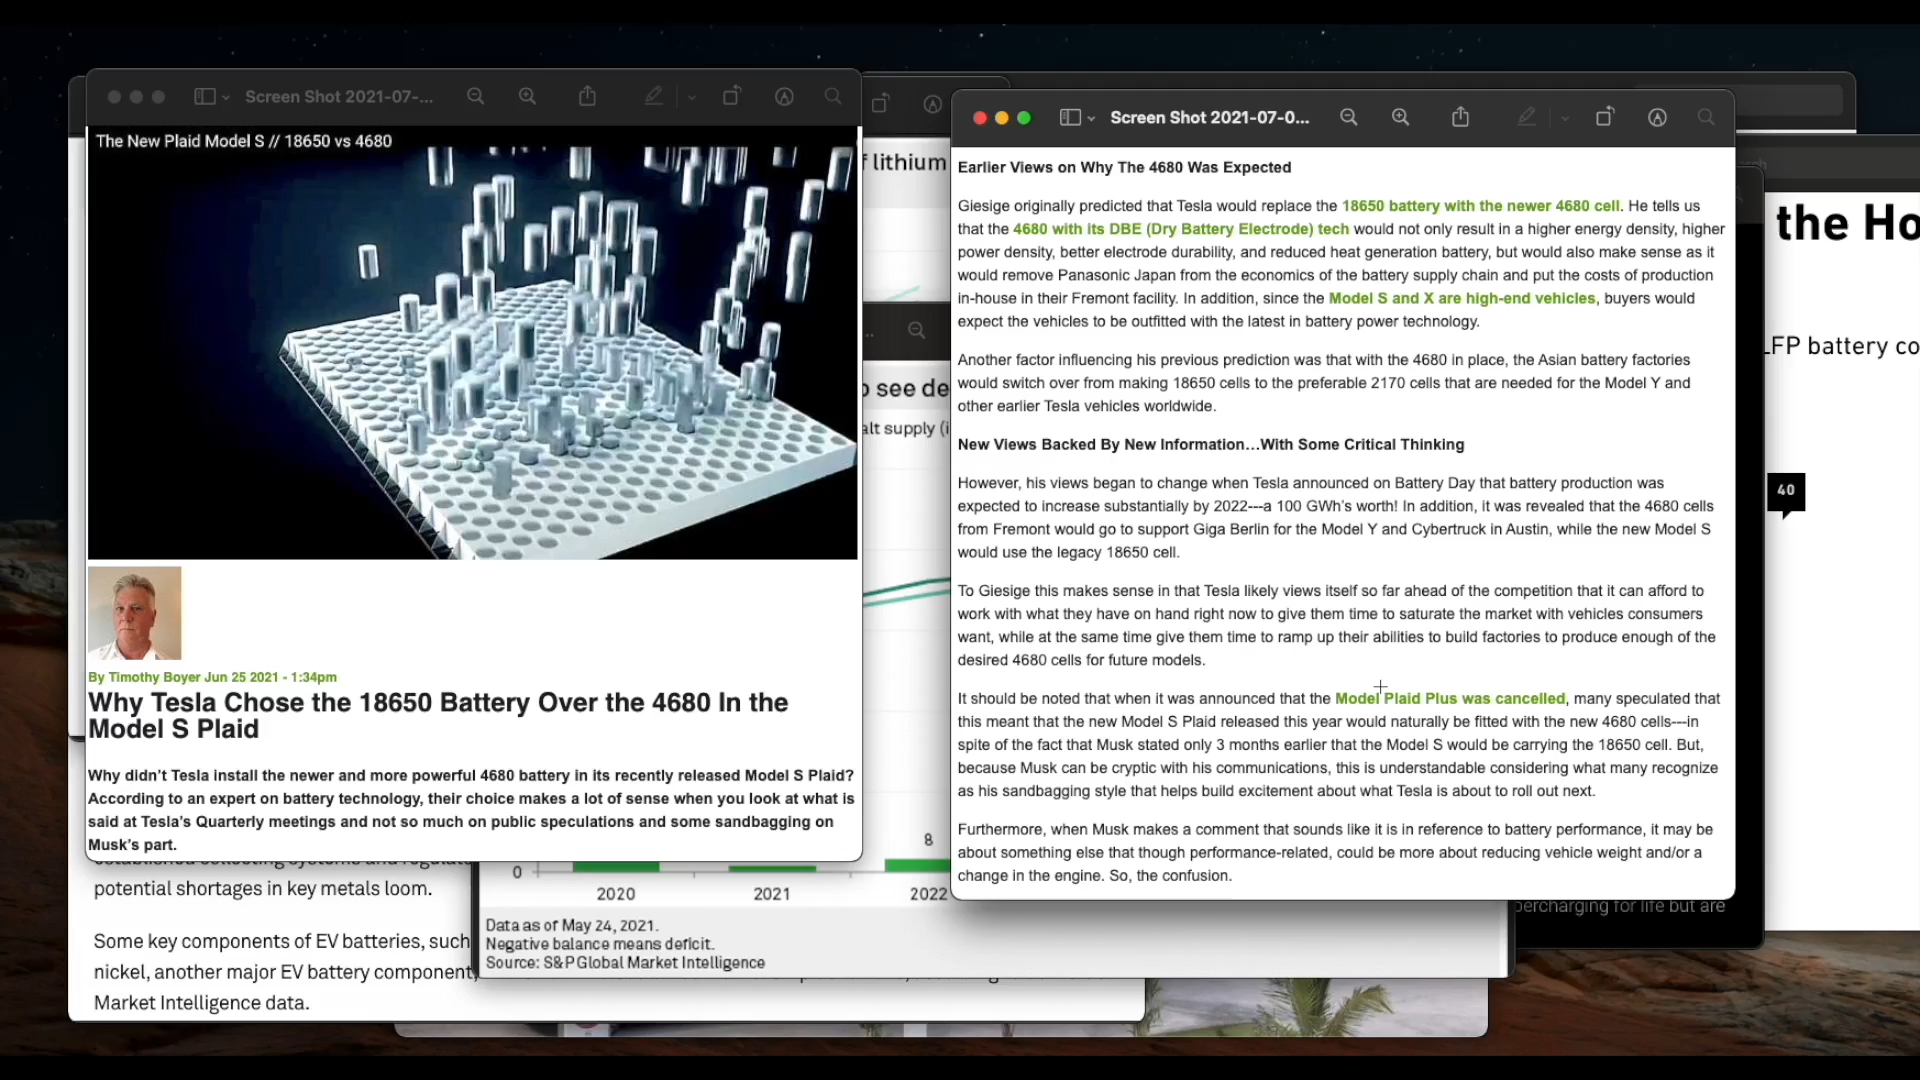 Screen Shot 2021-07-...
The New Plaid Model S // 18650 vs 4680
By Timothy Boyer Jun 25 2021 - 1:34pm
Why Tesla Chose the 18650 Battery Over the 4680 In the
Model S Plaid
Why didn't Tesla install the newer and more powerful 4680 battery in its recently released Model S Plaid?
According to an expert on battery technology, their choice makes a lot of sense when you look at what is
said at Tesla's Quarterly meetings and not so much on public speculations and some sandbagging on
Musk's part.
potential shortages in key metals loom.
Some key components of EV batteries, such
nickel, another major EV battery component,
Market Intelligence data.
f lithium
o see de
alt supply (i
8
0
2020
2021
2022
Data as of May 24, 2021.
Negative balance means deficit.
Source: S&P Global Market Intelligence
Screen Shot 2021-07-0...
Earlier Views on Why The 4680 Was Expected
Giesige originally predicted that Tesla would replace the 18650 battery with the newer 4680 cell. He tells us
that the 4680 with its DBE (Dry Battery Electrode) tech would not only result in a higher energy density, higher
power density, better electrode durability, and reduced heat generation battery, but would also make sense as it
would remove Panasonic Japan from the economics of the battery supply chain and put the costs of production
in-house in their Fremont facility. In addition, since the Model S and X are high-end vehicles, buyers would
expect the vehicles to be outfitted with the latest in battery power technology.
Another factor influencing his previous prediction was that with the 4680 in place, the Asian battery factories
would switch over from making 18650 cells to the preferable 2170 cells that are needed for the Model Y and
other earlier Tesla vehicles worldwide.
New Views Backed By New Information...With Some Critical Thinking
However, his views began to change when Tesla announced on Battery Day that battery production was
expected to increase substantially by 2022---a 100 GWh's worth! In addition, it was revealed that the 4680 cells
from Fremont would go to support Giga Berlin for the Model Y and Cybertruck in Austin, while the new Model S
would use the legacy 18650 cell.
To Giesige this makes sense in that Tesla likely views itself so far ahead of the competition that it can afford to
work with what they have on hand right now to give them time to saturate the market with vehicles consumers
want, while at the same time give them time to ramp up their abilities to build factories to produce enough of the
desired 4680 cells for future models.
It should be noted that when it was announced that the Model Plaid Plus was cancelled, many speculated that
this meant that the new Model S Plaid released this year would naturally be fitted with the new 4680 cells---in
spite of the fact that Musk stated only 3 months earlier that the Model S would be carrying the 18650 cell. But,
because Musk can be cryptic with his communications, this is understandable considering what many recognize
as his sandbagging style that helps build excitement about what Tesla is about to roll out next.
Furthermore, when Musk makes a comment that sounds like it is in reference to battery performance, it may be
about something else that though performance-related, could be more about reducing vehicle weight and/or a
change in the engine. So, the confusion.
the Ho
LFP battery co
40
percharging for life but are